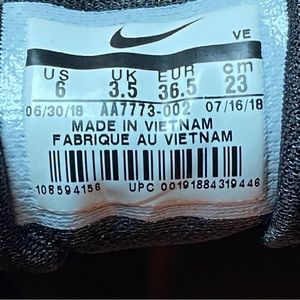 VE
US UK EUR cm
6 3.5 36.5 23
06/30/18 AA7773-002 07/16/18
MADE IN VIETNAM
FABRIQUE AU VIETNAM
108594156 UPC 00191884319446